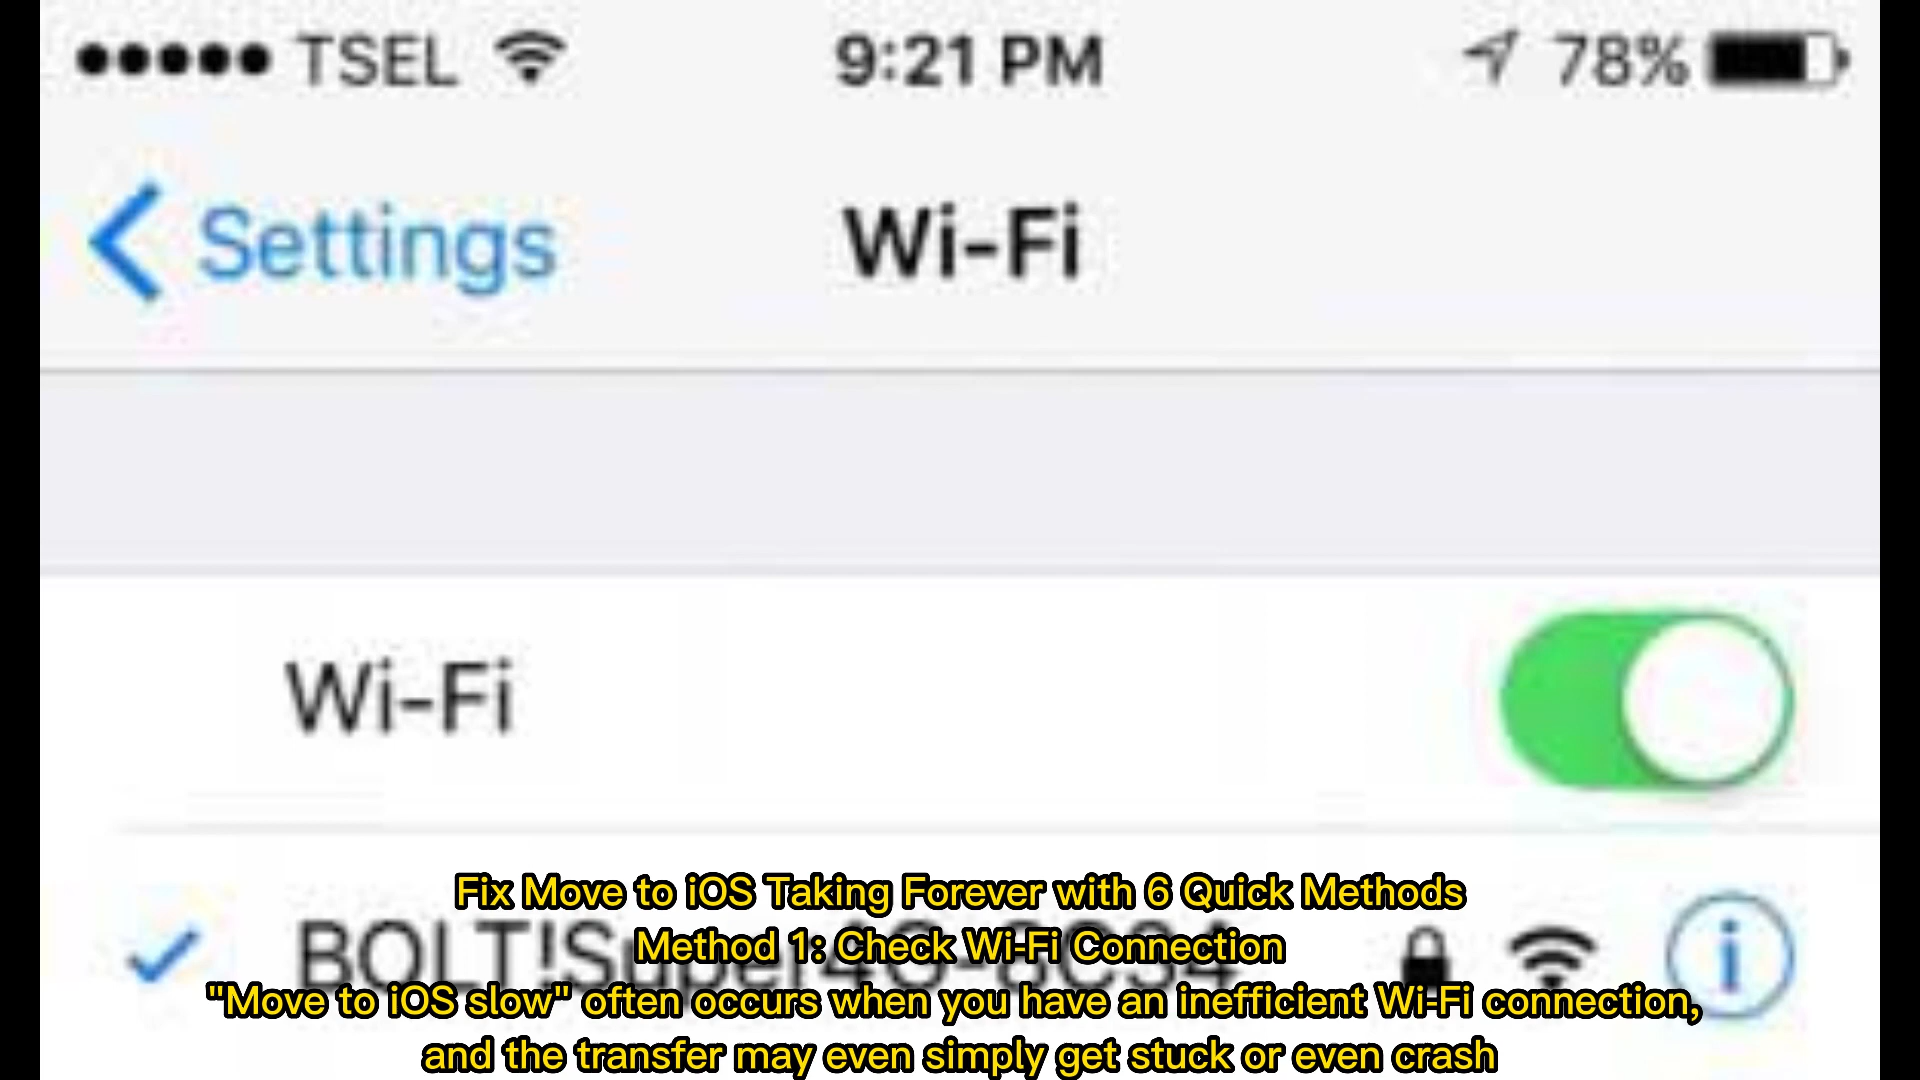 TSEL 9:21 PM 78%
Settings Wi-Fi
Wi-Fi
Fix Move to iOS Taking Forever with 6 Quick Methods
Method 1: Check Wi-Fi Connection
"Move to iOS slow" often occurs when you have an inefficient Wi-Fi connection,
and the transfer may even simply get stuck or even crash